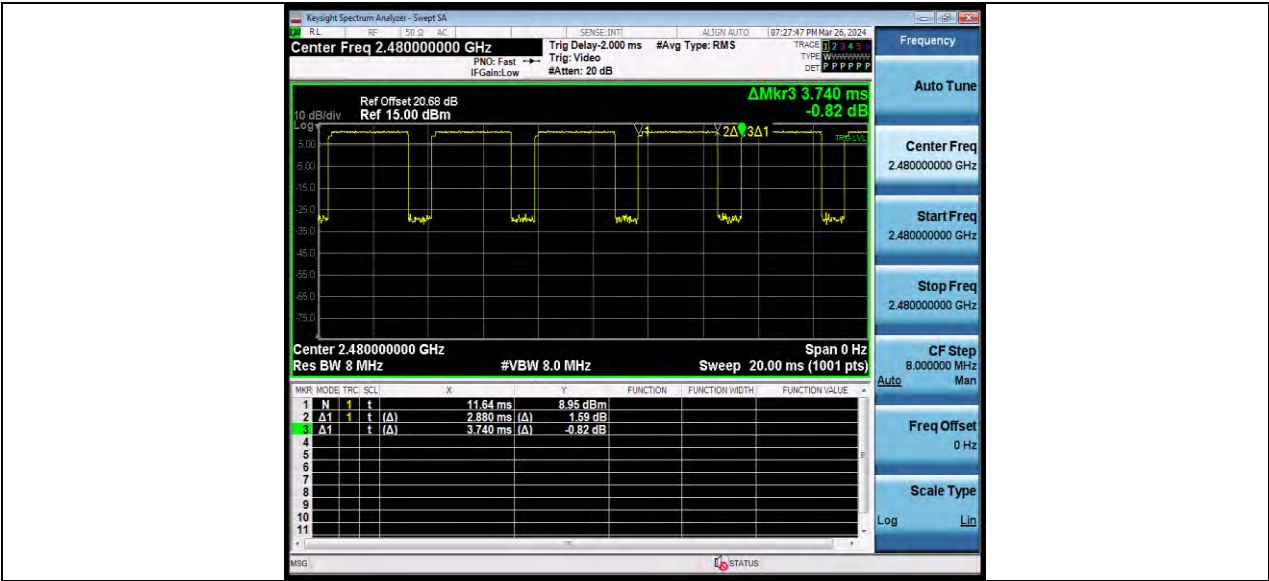 Keysight Spectrum Analyzer - Swept SA
RL RF 50 Ω AC SENSE:INT ALIGN AUTO 07:27:47 PM Mar 26, 2024
Center Freq 2.480000000 GHz
PNO: Fast
IFGain:Low
Trig Delay-2.000 ms
Trig: Video
#Atten: 20 dB
#Avg Type: RMS
TRACE 1 2 3 4 5 6
TYPE WWWWWW
DET P P P P P P
ΔMkr3 3.740 ms
-0.82 dB
Ref Offset 20.68 dB
10 dB/div Ref 15.00 dBm
Log
1 2Δ1 3Δ1
TRIG LVL
5.00
-5.00
-15.0
-25.0
-35.0
-45.0
-55.0
-65.0
-75.0
Center 2.480000000 GHz Span 0 Hz
Res BW 8 MHz #VBW 8.0 MHz Sweep 20.00 ms (1001 pts)
MKR MODE TRC SCL X Y FUNCTION FUNCTION WIDTH FUNCTION VALUE
1 N 1 t 11.64 ms 8.95 dBm
2 Δ1 1 t (Δ) 2.880 ms (Δ) 1.59 dB
3 Δ1 t (Δ) 3.740 ms (Δ) -0.82 dB
4
5
6
7
8
9
10
11
MSG STATUS
Frequency
Auto Tune
Center Freq
2.480000000 GHz
Start Freq
2.480000000 GHz
Stop Freq
2.480000000 GHz
CF Step
8.000000 MHz
Auto Man
Freq Offset
0 Hz
Scale Type
Log Lin